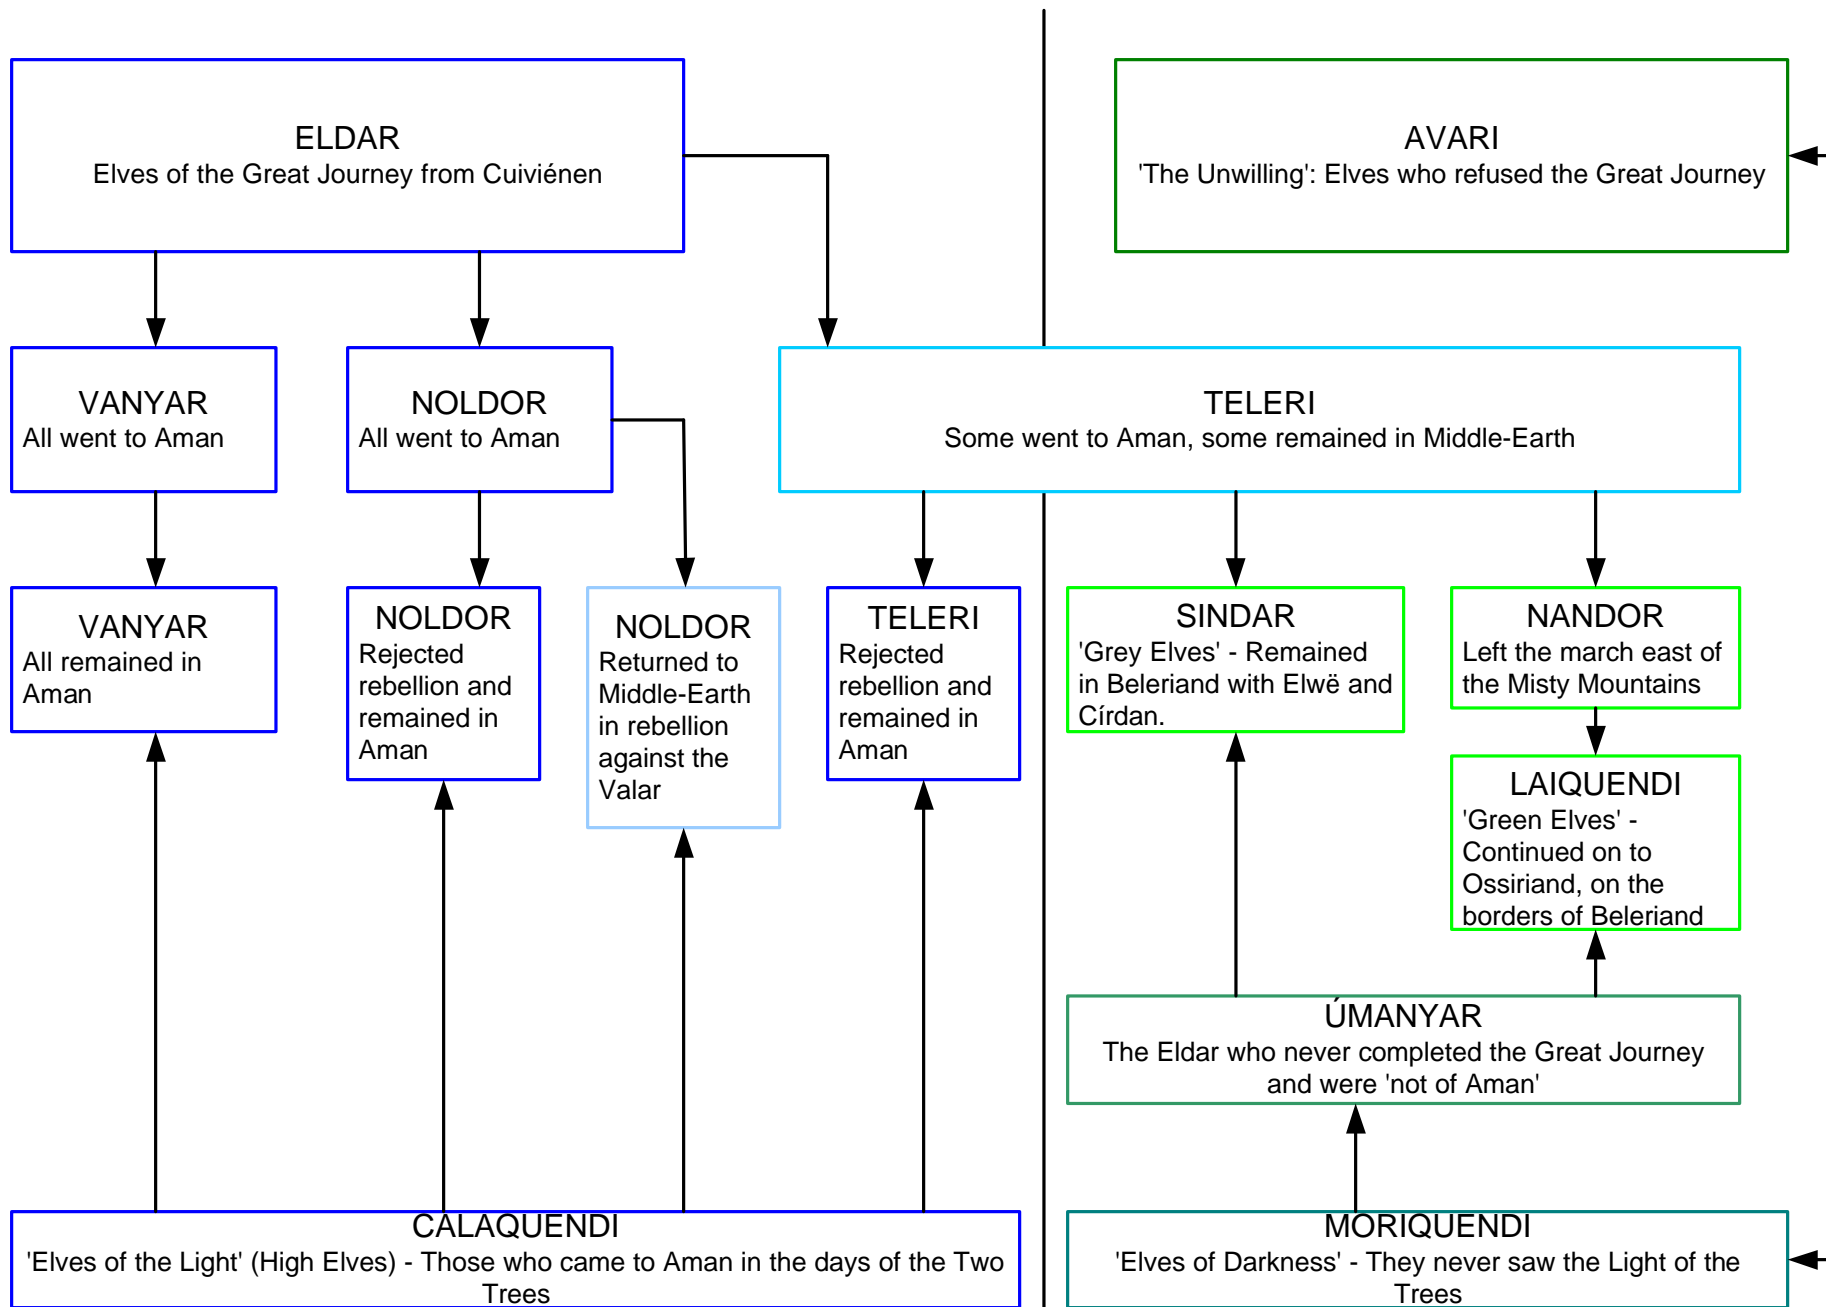 ELDAR
Elves of the Great Journey from Cuiviénen
AVARI
'The Unwilling': Elves who refused the Great Journey
VANYAR
All went to Aman
NOLDOR
All went to Aman
TELERI
Some went to Aman, some remained in Middle-Earth
VANYAR
All remained in
Aman
NOLDOR
Rejected
rebellion and
remained in
Aman
NOLDOR
Returned to
Middle-Earth
in rebellion
against the
Valar
TELERI
Rejected
rebellion and
remained in
Aman
SINDAR
'Grey Elves' - Remained
in Beleriand with Elwë and
Círdan.
NANDOR
Left the march east of
the Misty Mountains
LAIQUENDI
'Green Elves' -
Continued on to
Ossiriand, on the
borders of Beleriand
ÚMANYAR
The Eldar who never completed the Great Journey
and were 'not of Aman'
CALAQUENDI
'Elves of the Light' (High Elves) - Those who came to Aman in the days of the Two
Trees
MORIQUENDI
'Elves of Darkness' - They never saw the Light of the
Trees